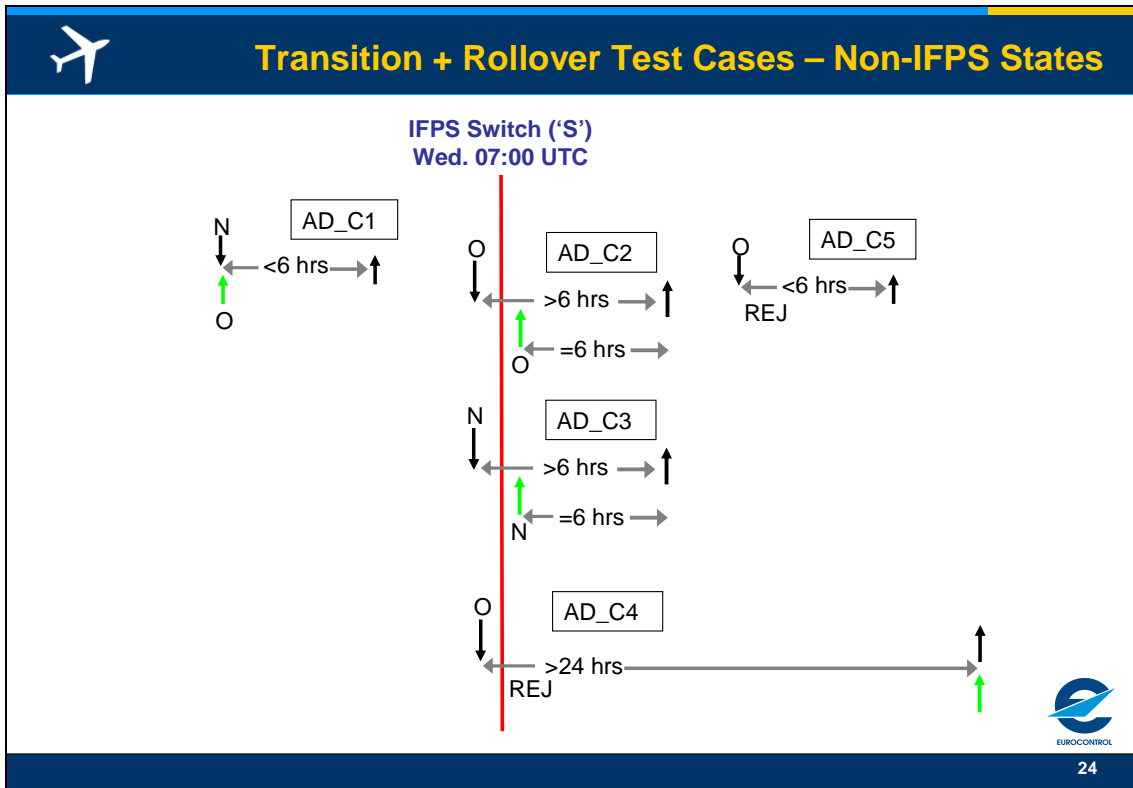 Transition + Rollover Test Cases – Non-IFPS States
IFPS Switch (‘S’)
Wed. 07:00 UTC
N
AD_C1
<6 hrs
O
O
AD_C2
>6 hrs
=6 hrs
O
O
AD_C5
<6 hrs
REJ
N
AD_C3
>6 hrs
=6 hrs
N
O
AD_C4
>24 hrs
REJ
EUROCONTROL
24